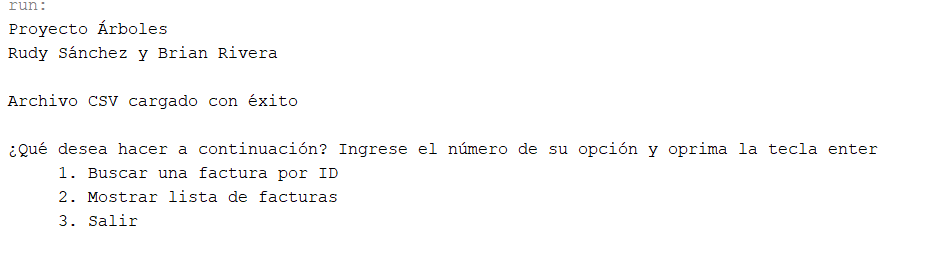 run:
Proyecto Árboles
Rudy Sánchez y Brian Rivera
Archivo CSV cargado con éxito
¿Qué desea hacer a continuación? Ingrese el número de su opción y oprima la tecla enter
1. Buscar una factura por ID
2. Mostrar lista de facturas
3. Salir